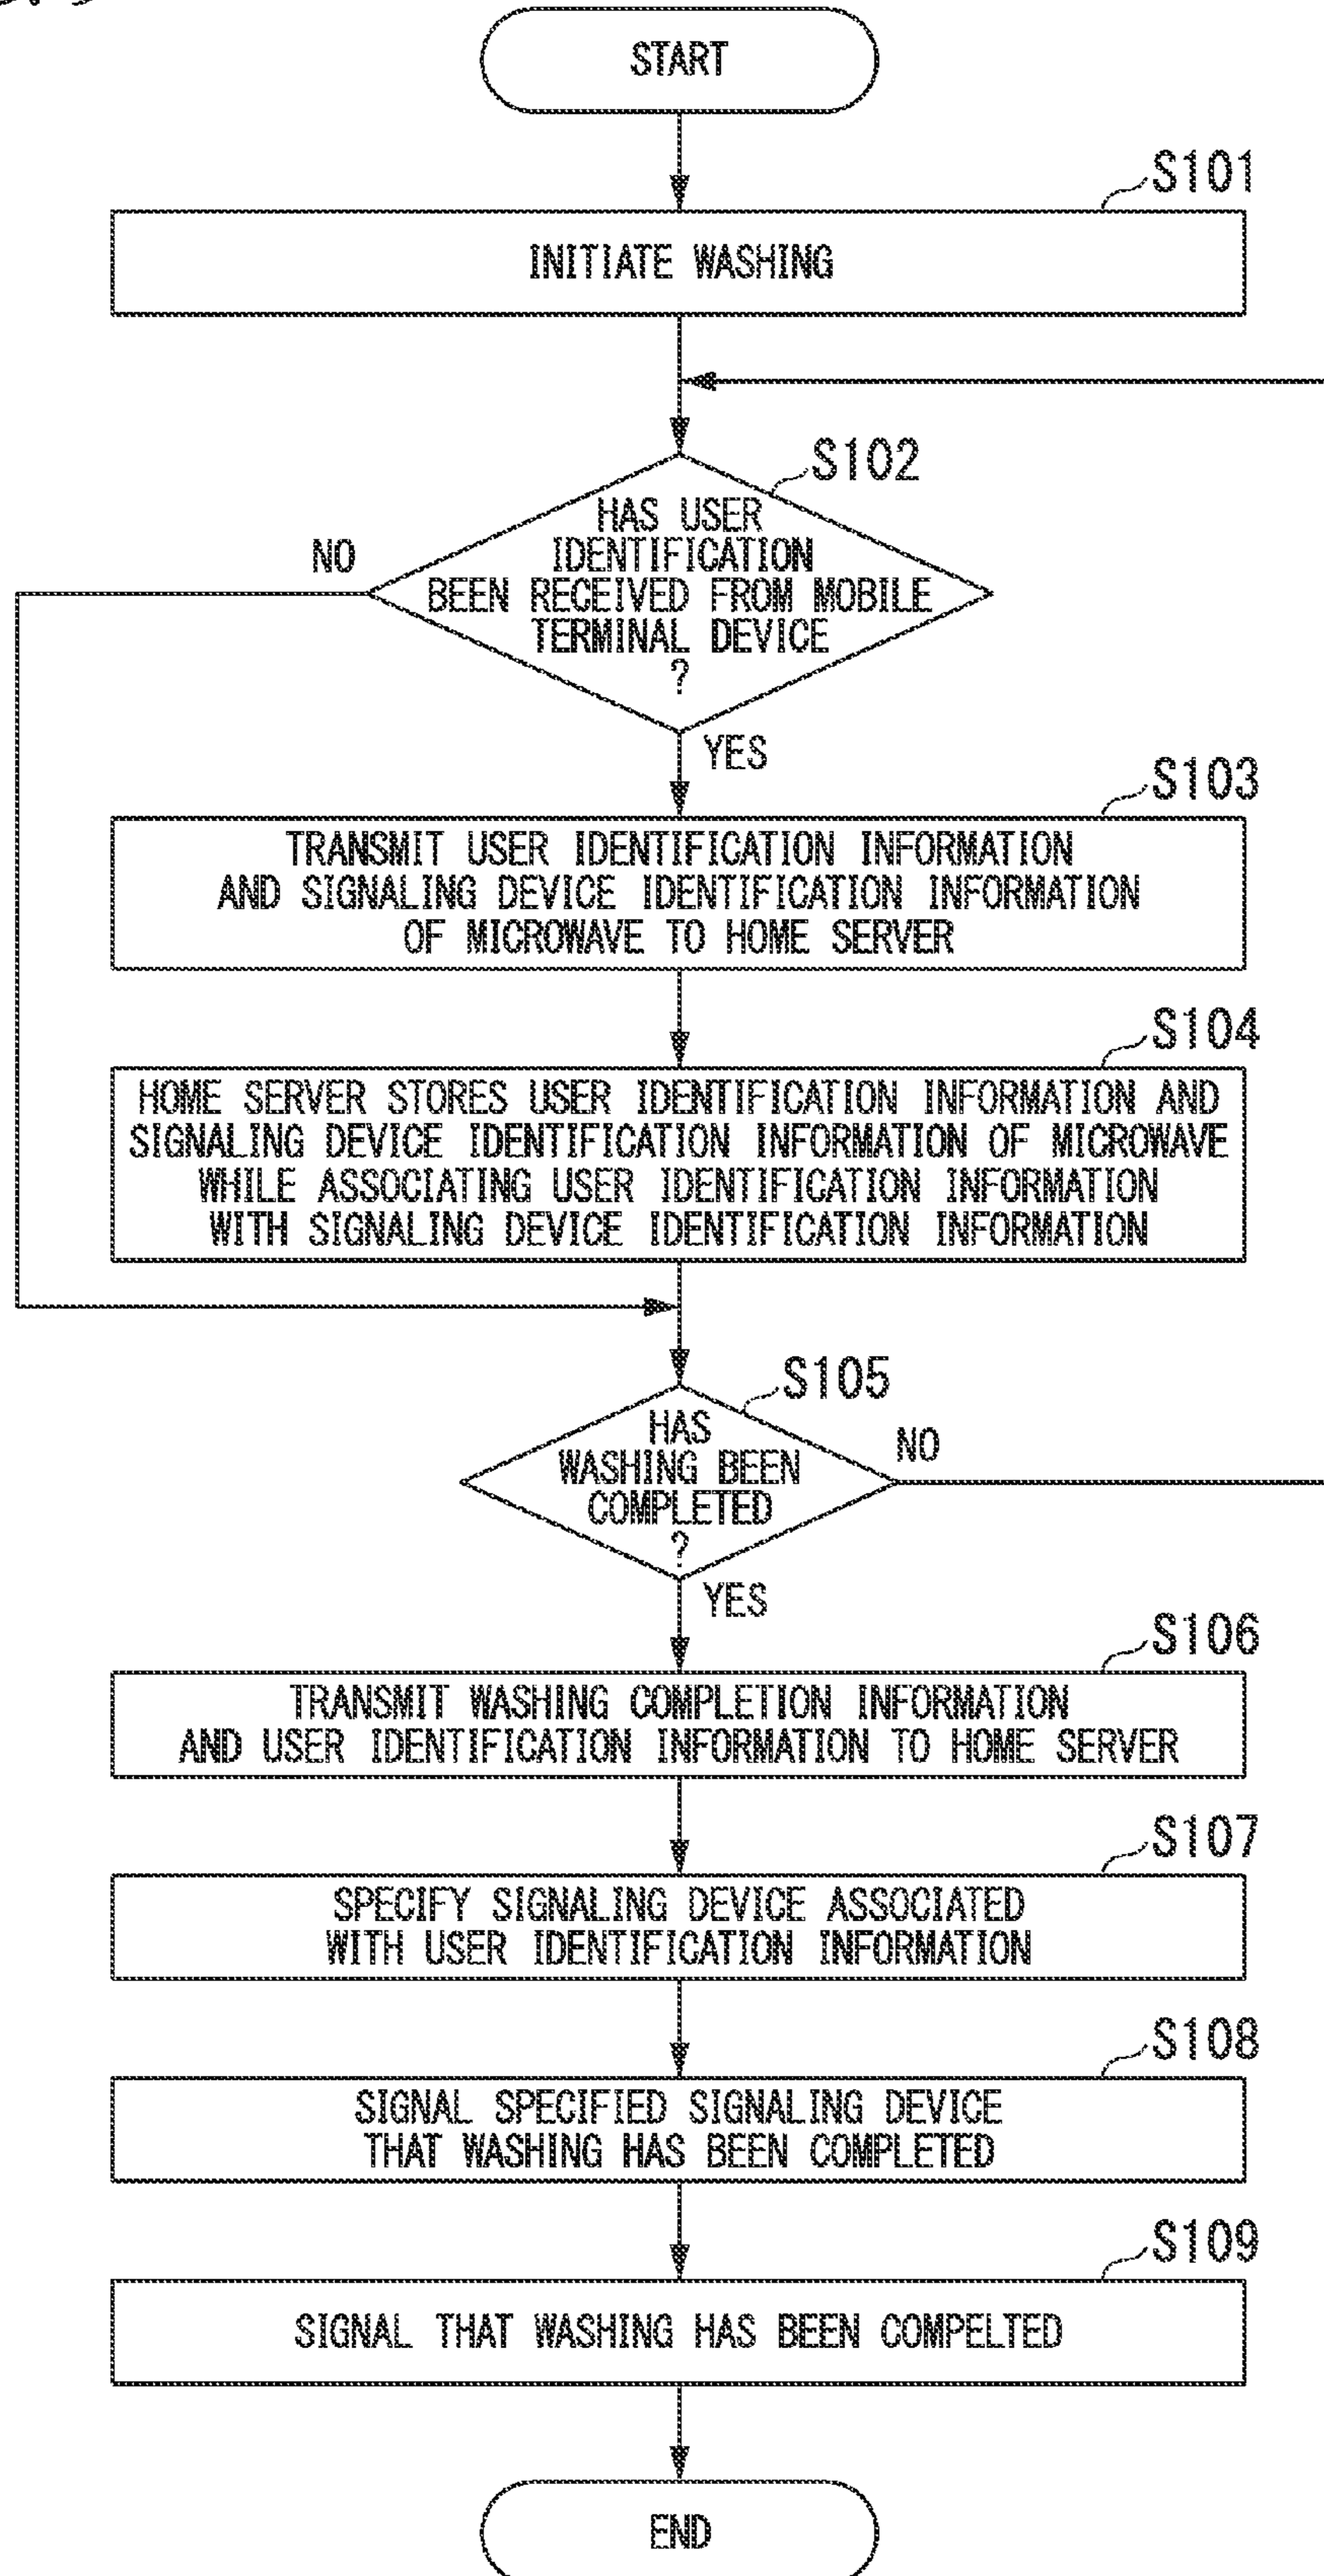 START
S101
INITIATE WASHING
S102
HAS USER
IDENTIFICATION
BEEN RECEIVED FROM MOBILE
TERMINAL DEVICE
?
NO
YES
S103
TRANSMIT USER IDENTIFICATION INFORMATION
AND SIGNALING DEVICE IDENTIFICATION INFORMATION
OF MICROWAVE TO HOME SERVER
S104
HOME SERVER STORES USER IDENTIFICATION INFORMATION AND
SIGNALING DEVICE IDENTIFICATION INFORMATION OF MICROWAVE
WHILE ASSOCIATING USER IDENTIFICATION INFORMATION
WITH SIGNALING DEVICE IDENTIFICATION INFORMATION
S105
HAS
WASHING BEEN
COMPLETED
?
NO
YES
S106
TRANSMIT WASHING COMPLETION INFORMATION
AND USER IDENTIFICATION INFORMATION TO HOME SERVER
S107
SPECIFY SIGNALING DEVICE ASSOCIATED
WITH USER IDENTIFICATION INFORMATION
S108
SIGNAL SPECIFIED SIGNALING DEVICE
THAT WASHING HAS BEEN COMPLETED
S109
SIGNAL THAT WASHING HAS BEEN COMPELTED
END